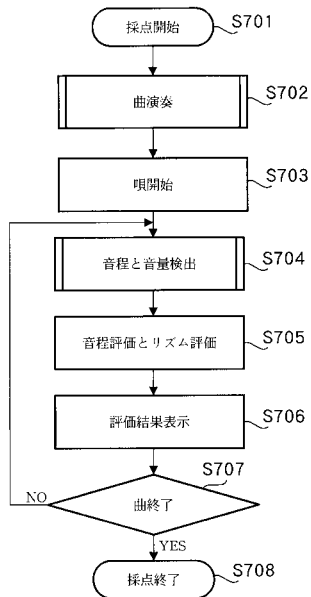 採点開始
S701
曲演奏
S702
唄開始
S703
音程と音量検出
S704
音程評価とリズム評価
S705
評価結果表示
S706
S707
曲終了
NO
YES
採点終了
S708